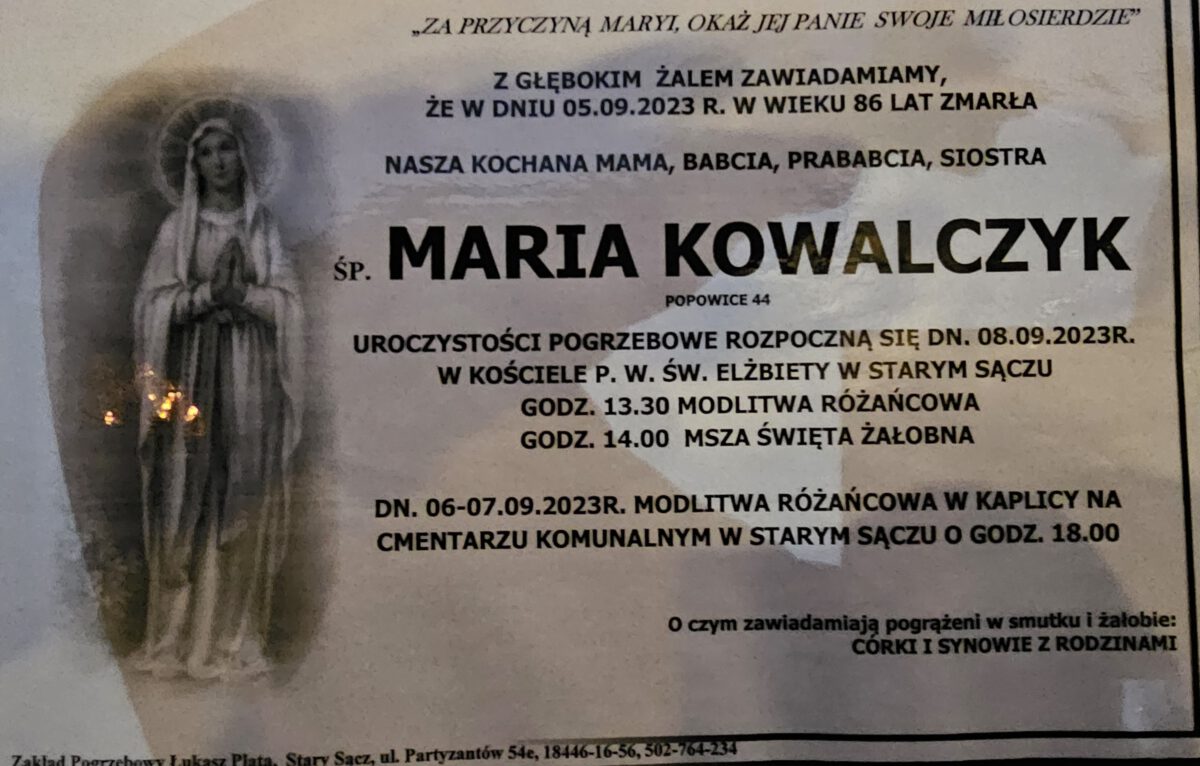 „ZA PRZYCZYNĄ MARYI, OKAŻ JEJ PANIE SWOJE MIŁOSIERDZIE”
Z GŁĘBOKIM ŻALEM ZAWIADAMIAMY,
ŻE W DNIU 05.09.2023 R. W WIEKU 86 LAT ZMARŁA
NASZA KOCHANA MAMA, BABCIA, PRABABCIA, SIOSTRA
ŚP. MARIA KOWALCZYK
POPOWICE 44
UROCZYSTOŚCI POGRZEBOWE ROZPOCZNĄ SIĘ DN. 08.09.2023R.
W KOŚCIELE P. W. ŚW. ELŻBIETY W STARYM SĄCZU
GODZ. 13.30 MODLITWA RÓŻAŃCOWA
GODZ. 14.00 MSZA ŚWIĘTA ŻAŁOBNA
DN. 06-07.09.2023R. MODLITWA RÓŻAŃCOWA W KAPLICY NA
CMENTARZU KOMUNALNYM W STARYM SĄCZU O GODZ. 18.00
O czym zawiadamiają pogrążeni w smutku i żałobie:
CÓRKI I SYNOWIE Z RODZINAMI
Zakład Pogrzebowy Łukasz Plata, Stary Sącz, ul. Partyzantów 54e, 18446-16-56, 502-764-234